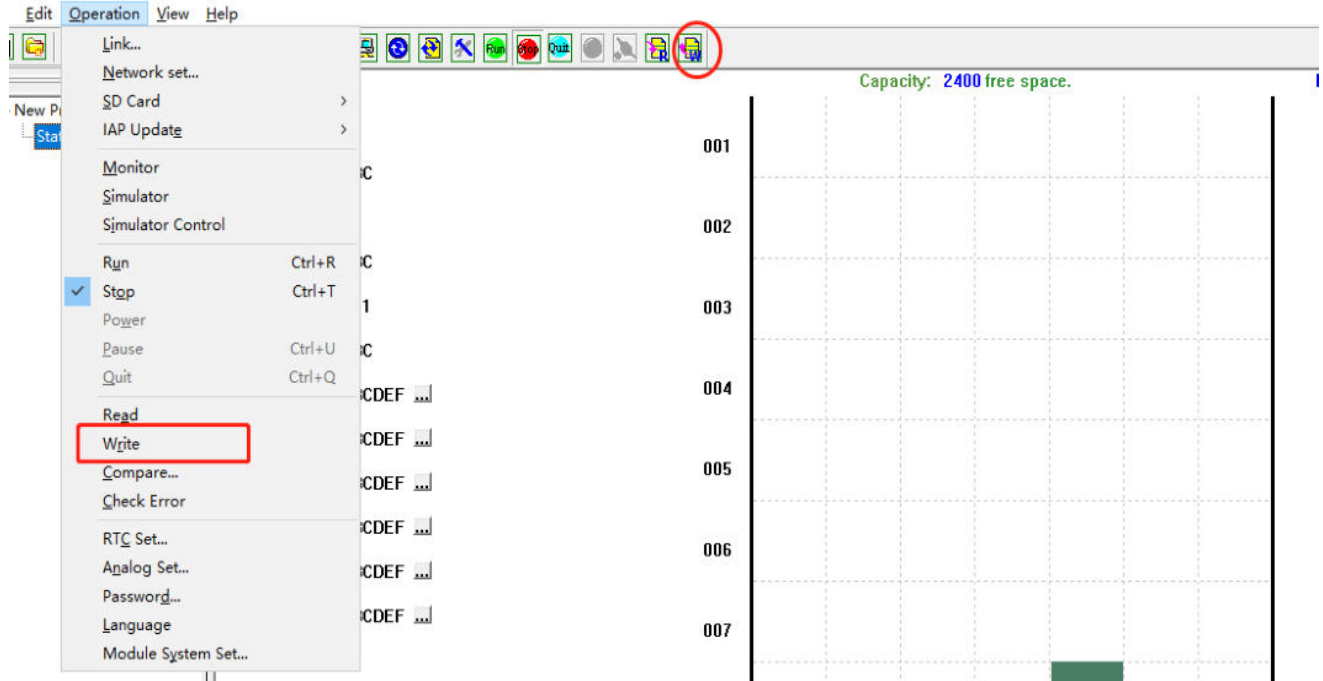 Edit Operation View Help
Run Stop Quit R W
Capacity: 2400 free space.
New P
Sta
Link...
Network set...
SD Card >
IAP Update >
Monitor
Simulator
Simulator Control
Run Ctrl+R
Stop Ctrl+T
Power
Pause Ctrl+U
Quit Ctrl+Q
Read
Write
Compare...
Check Error
RTC Set...
Analog Set...
Password...
Language
Module System Set...
C
C
1
C
CDEF ...
CDEF ...
CDEF ...
CDEF ...
CDEF ...
CDEF ...
001
002
003
004
005
006
007